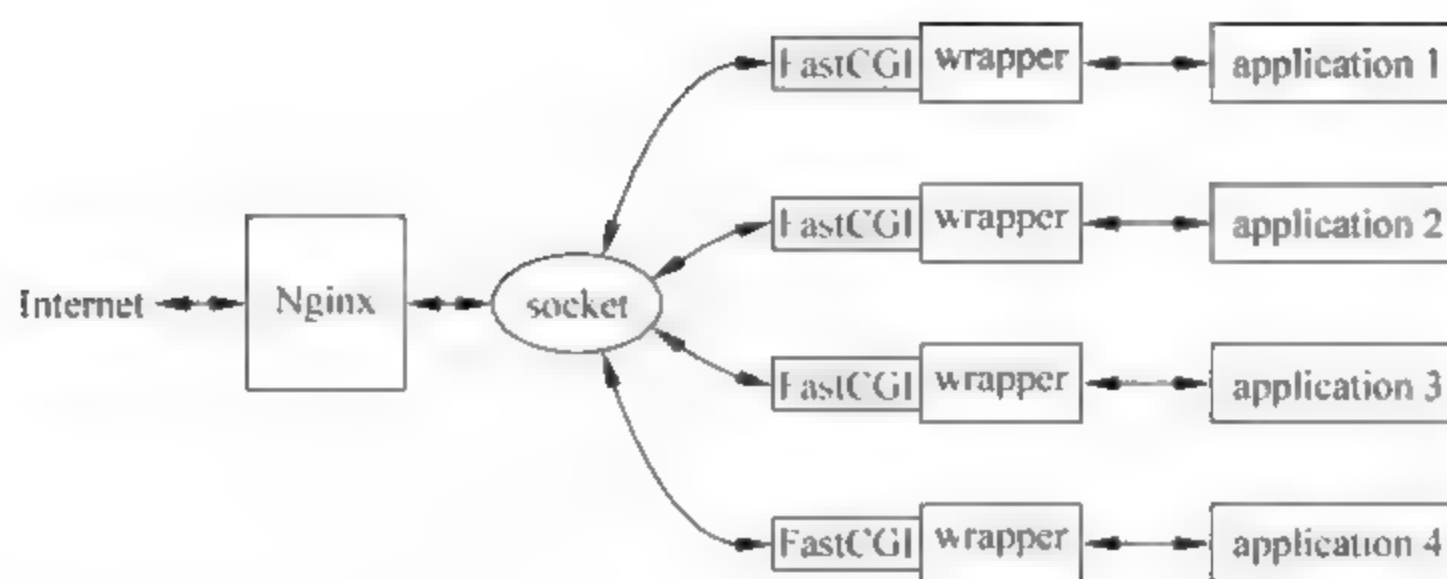 FastCGI wrapper application 1
FastCGI wrapper application 2
Internet Nginx socket
FastCGI wrapper application 3
FastCGI wrapper application 4